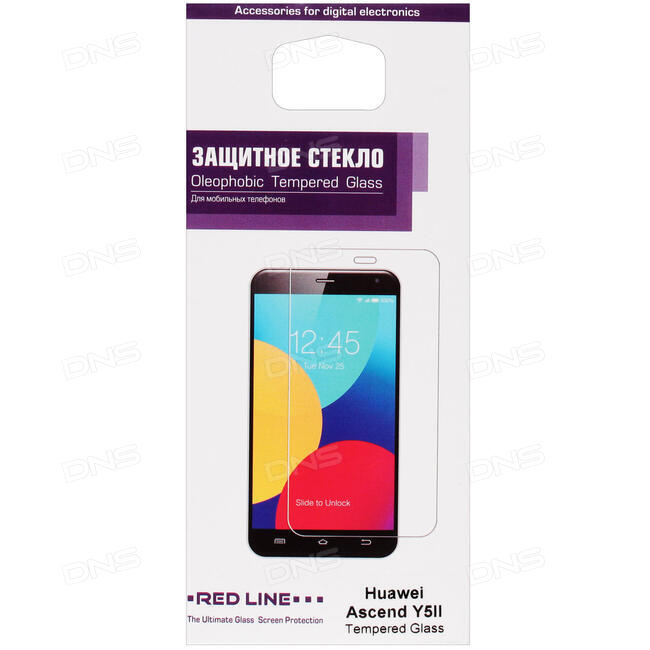 Accessories for digital electronics
ЗАЩИТНОЕ СТЕКЛО
Oleophobic Tempered Glass
Для мобильных телефонов
100%
12:45
Tue Nov 25
Slide to Unlock
RED LINE
The Ultimate Glass Screen Protection
Huawei
Ascend Y5II
Tempered Glass
DNS